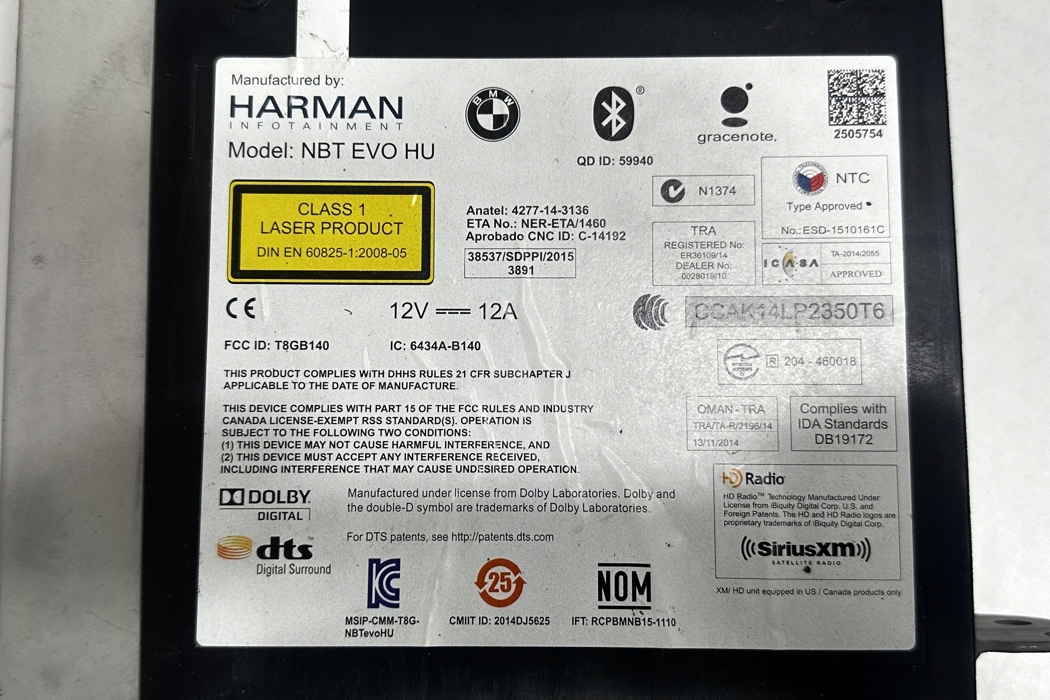 Manufactured by:
HARMAN
INFOTAINMENT
Model: NBT EVO HU
BMW
®
QD ID: 59940
gracenote.
2505754
CLASS 1
LASER PRODUCT
DIN EN 60825-1:2008-05
Anatel: 4277-14-3136
ETA No.: NER-ETA/1460
Aprobado CNC ID: C-14192
38537/SDPPI/2015
3891
N1374
NTC
Type Approved
No.: ESD-1510161C
TRA
REGISTERED No:
ER36109/14
DEALER No:
0028019/10
ICASA
TA-2014/2055
APPROVED
CE
12V 12A
CCAK14LP2350T6
FCC ID: T8GB140
IC: 6434A-B140
R 204-460018
THIS PRODUCT COMPLIES WITH DHHS RULES 21 CFR SUBCHAPTER J
APPLICABLE TO THE DATE OF MANUFACTURE.
OMAN-TRA
TRA/TA-R/2196/14
13/11/2014
Complies with
IDA Standards
DB19172
THIS DEVICE COMPLIES WITH PART 15 OF THE FCC RULES AND INDUSTRY
CANADA LICENSE-EXEMPT RSS STANDARD(S). OPERATION IS
SUBJECT TO THE FOLLOWING TWO CONDITIONS:
(1) THIS DEVICE MAY NOT CAUSE HARMFUL INTERFERENCE, AND
(2) THIS DEVICE MUST ACCEPT ANY INTERFERENCE RECEIVED,
INCLUDING INTERFERENCE THAT MAY CAUSE UNDESIRED OPERATION.
HD Radio
HD Radio™ Technology Manufactured Under
License from iBiquity Digital Corp. U.S. and
Foreign Patents. The HD and HD Radio logos are
proprietary trademarks of iBiquity Digital Corp.
SiriusXM
SATELLITE RADIO
XM/ HD unit equipped in US / Canada products only
DOLBY
DIGITAL
Manufactured under license from Dolby Laboratories. Dolby and
the double-D symbol are trademarks of Dolby Laboratories.
dts™
Digital Surround
For DTS patents, see http://patents.dts.com
MSIP-CMM-T8G-
NBTevoHU
25
CMIIT ID: 2014DJ5625
NOM
IFT: RCPBMNB15-1110